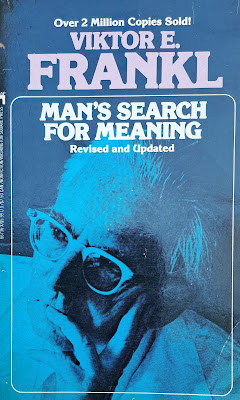 Over 2 Million Copies Sold!
VIKTOR E.
FRANKL
MAN'S SEARCH
FOR MEANING
Revised and Updated